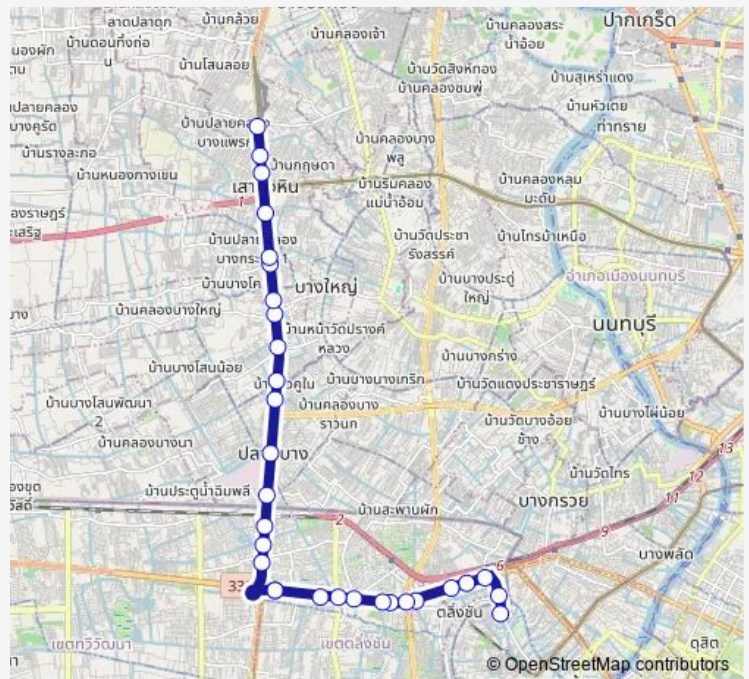 ลาดปลาดุก
บ้านคล้วย
ปากเกร็ด
บ้านดอนทึ่งถ่อ
น
บ้านคลองเจ้า
บ้านคลองสระ
น้ำอ้อย
บ้านโสนลอย
บ้านวัดสิงห์ทอง
บ้านคลองชมพู่
บ้านสุเหร่าแดง
บ้านหัวเตย
ท่าทราย
ปลายคลอง
บางคูรัด
บ้านปลายคลอง
บางแพรก
บ้านรางละกอ
บ้านคลองบาง
พลู
บ้านกฤษดา
บ้านหนองกางเขน
บ้านริมคลอง
แม่น้ำอ้อม
บ้านคลองหลุม
มะดัน
1
บ้านวัดประชา
รังสรรค์
บ้านไทรม้าเหนือ
บ้านบางประดู่
ใหญ่
อำเภอเมืองนนทบุรี
บางใหญ่
บ้านคลองบางใหญ่
นนทบุรี
บ้านหน้าวัดปรางค์
หลวง
บ้านบางกร่าง
บ้านบางโสนน้อย
บ้านบางนางเกริก
บ้านวัดแดงประชาราษฎร์
บ้านบางโสนพัฒนา
2
บ้านคลองบาง
ราวนก
บ้านบางไผ่น้อย
บ้านวัดบางอ้อย
ช้าง
บ้านคลองบางนา
13
บ้านวัดไทร
12
บ้านประตูน้ำฉิมพลี
11
บางกรวย
บ้านสะพานผัก
2
9
บางพลัด
6
ตลิ่งชัน
เขตทวีวัฒนา
เขตตลิ่งชัน
ดุสิต
© OpenStreetMap contributors